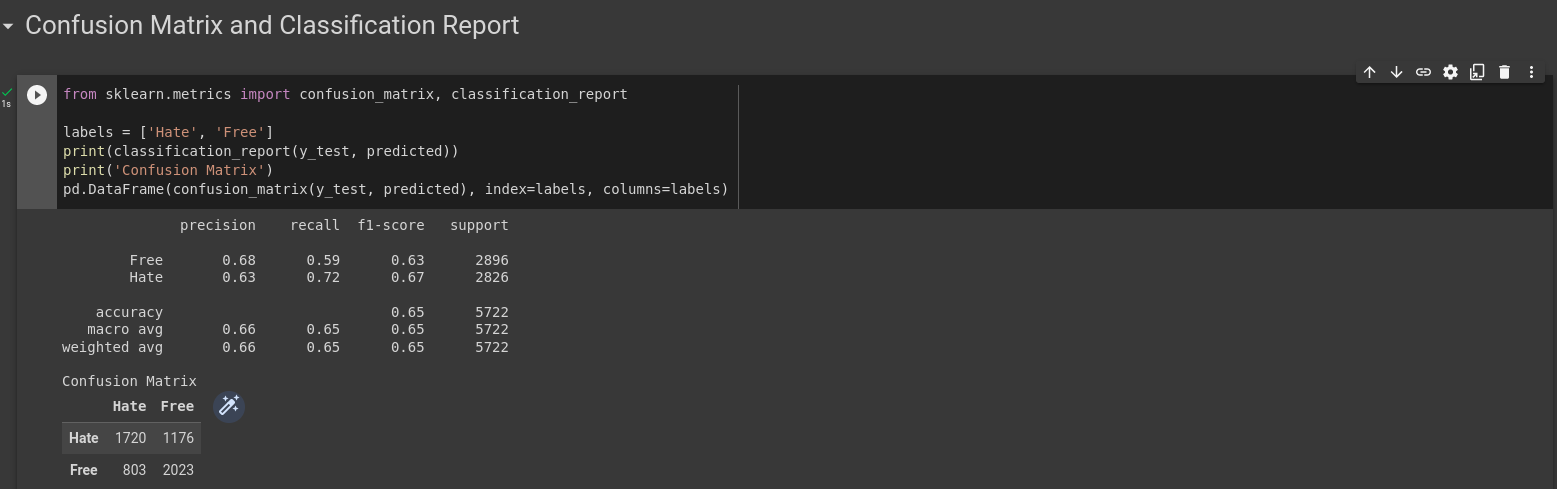 Confusion Matrix and Classification Report
1s
from sklearn.metrics import confusion_matrix, classification_report
labels = ['Hate', 'Free']
print(classification_report(y_test, predicted))
print('Confusion Matrix')
pd.DataFrame(confusion_matrix(y_test, predicted), index=labels, columns=labels)
precision recall f1-score support
Free 0.68 0.59 0.63 2896
Hate 0.63 0.72 0.67 2826
accuracy 0.65 5722
macro avg 0.66 0.65 0.65 5722
weighted avg 0.66 0.65 0.65 5722
Confusion Matrix
Hate Free
Hate 1720 1176
Free 803 2023